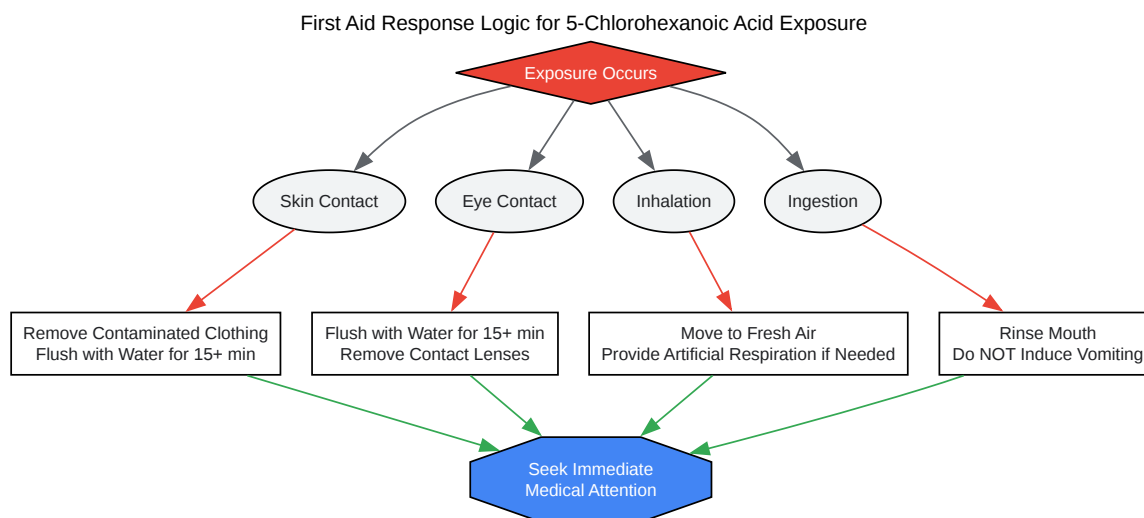 First Aid Response Logic for 5-Chlorohexanoic Acid Exposure
Exposure Occurs
Skin Contact
Eye Contact
Inhalation
Ingestion
Remove Contaminated Clothing
Flush with Water for 15+ min
Flush with Water for 15+ min
Remove Contact Lenses
Move to Fresh Air
Provide Artificial Respiration if Needed
Rinse Mouth
Do NOT Induce Vomiting
Seek Immediate
Medical Attention